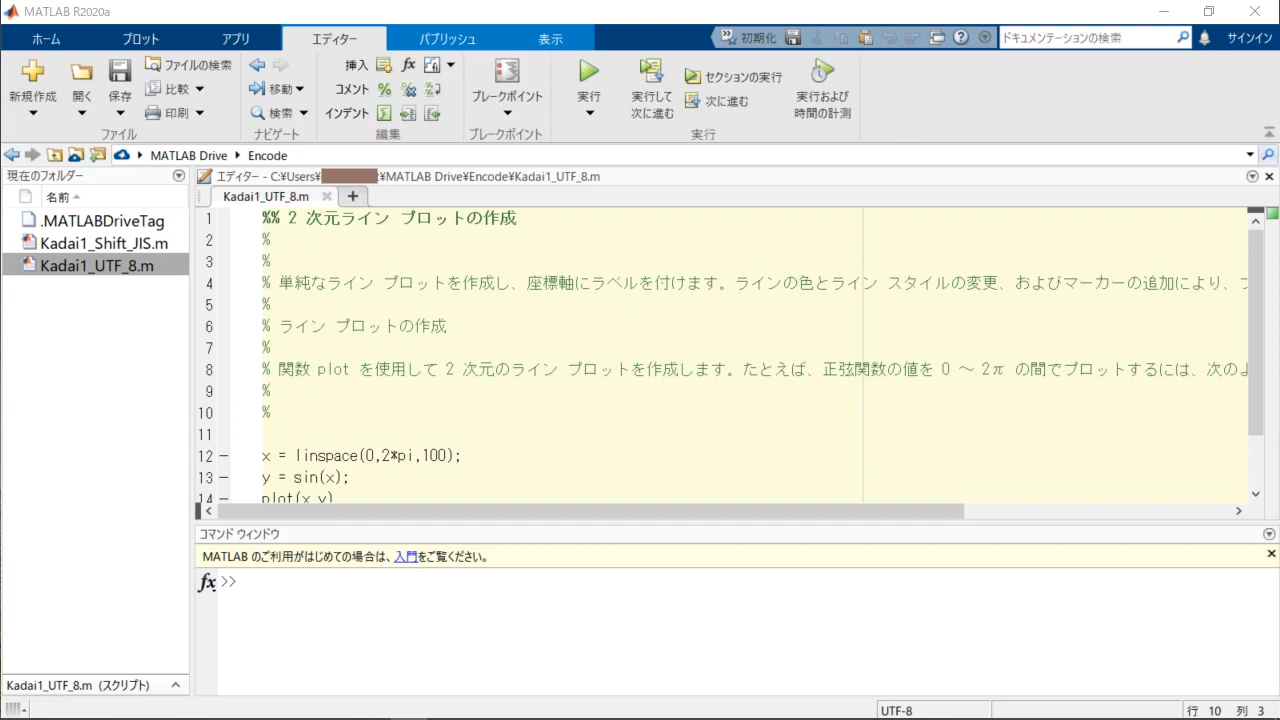 MATLAB R2020a
ホーム プロット アプリ エディター パブリッシュ 表示 初期化 ドキュメンテーションの検索 サインイン
新規作成 開く 保存 ファイルの検索 比較 印刷
ファイル
移動 検索
ナビゲート
挿入 fx
コメント % 
インデント
編集
ブレークポイント
ブレークポイント
実行
実行して
次に進む
セクションの実行
次に進む
実行および
時間の計測
実行
MATLAB Drive Encode
現在のフォルダー
名前
.MATLABDriveTag
Kadai1_Shift_JIS.m
Kadai1_UTF_8.m
エディター - C:¥Users¥ ¥MATLAB Drive¥Encode¥Kadai1_UTF_8.m
Kadai1_UTF_8.m
1 %% 2 次元ライン プロットの作成
2 %
3 %
4 % 単純なライン プロットを作成し、座標軸にラベルを付けます。ラインの色とライン スタイルの変更、およびマーカーの追加により、
5 %
6 % ライン プロットの作成
7 %
8 % 関数 plot を使用して 2 次元のライン プロットを作成します。たとえば、正弦関数の値を 0 ～ 2π の間でプロットするには、次の
9 %
10 %
11
12 – x = linspace(0,2*pi,100);
13 – y = sin(x);
14 – plot(x,y)
コマンド ウィンドウ
MATLAB のご利用がはじめての場合は、入門をご覧ください。
fx >>
Kadai1_UTF_8.m (スクリプト)
UTF-8 行 10 列 3